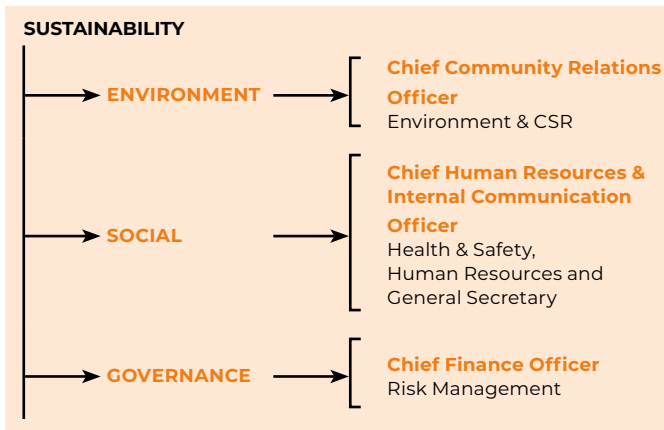 SUSTAINABILITY
ENVIRONMENT
Chief Community Relations
Officer
Environment & CSR
SOCIAL
Chief Human Resources &
Internal Communication
Officer
Health & Safety,
Human Resources and
General Secretary
GOVERNANCE
Chief Finance Officer
Risk Management